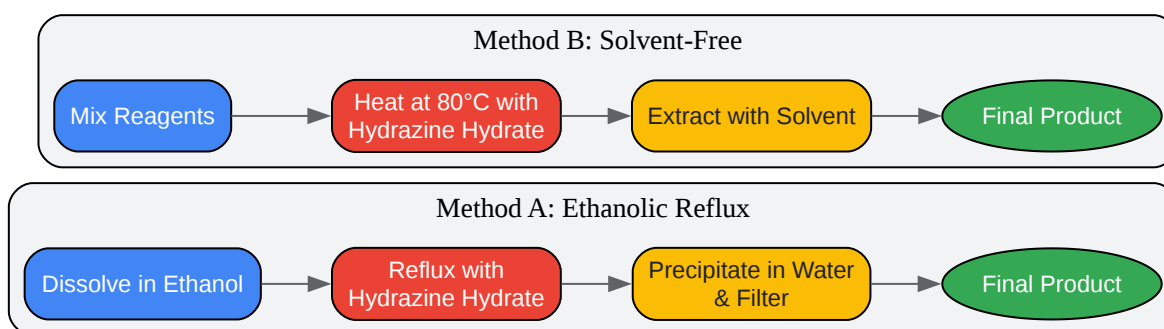 Method B: Solvent-Free
Mix Reagents
Heat at 80°C with
Hydrazine Hydrate
Extract with Solvent
Final Product
Method A: Ethanolic Reflux
Dissolve in Ethanol
Reflux with
Hydrazine Hydrate
Precipitate in Water
& Filter
Final Product